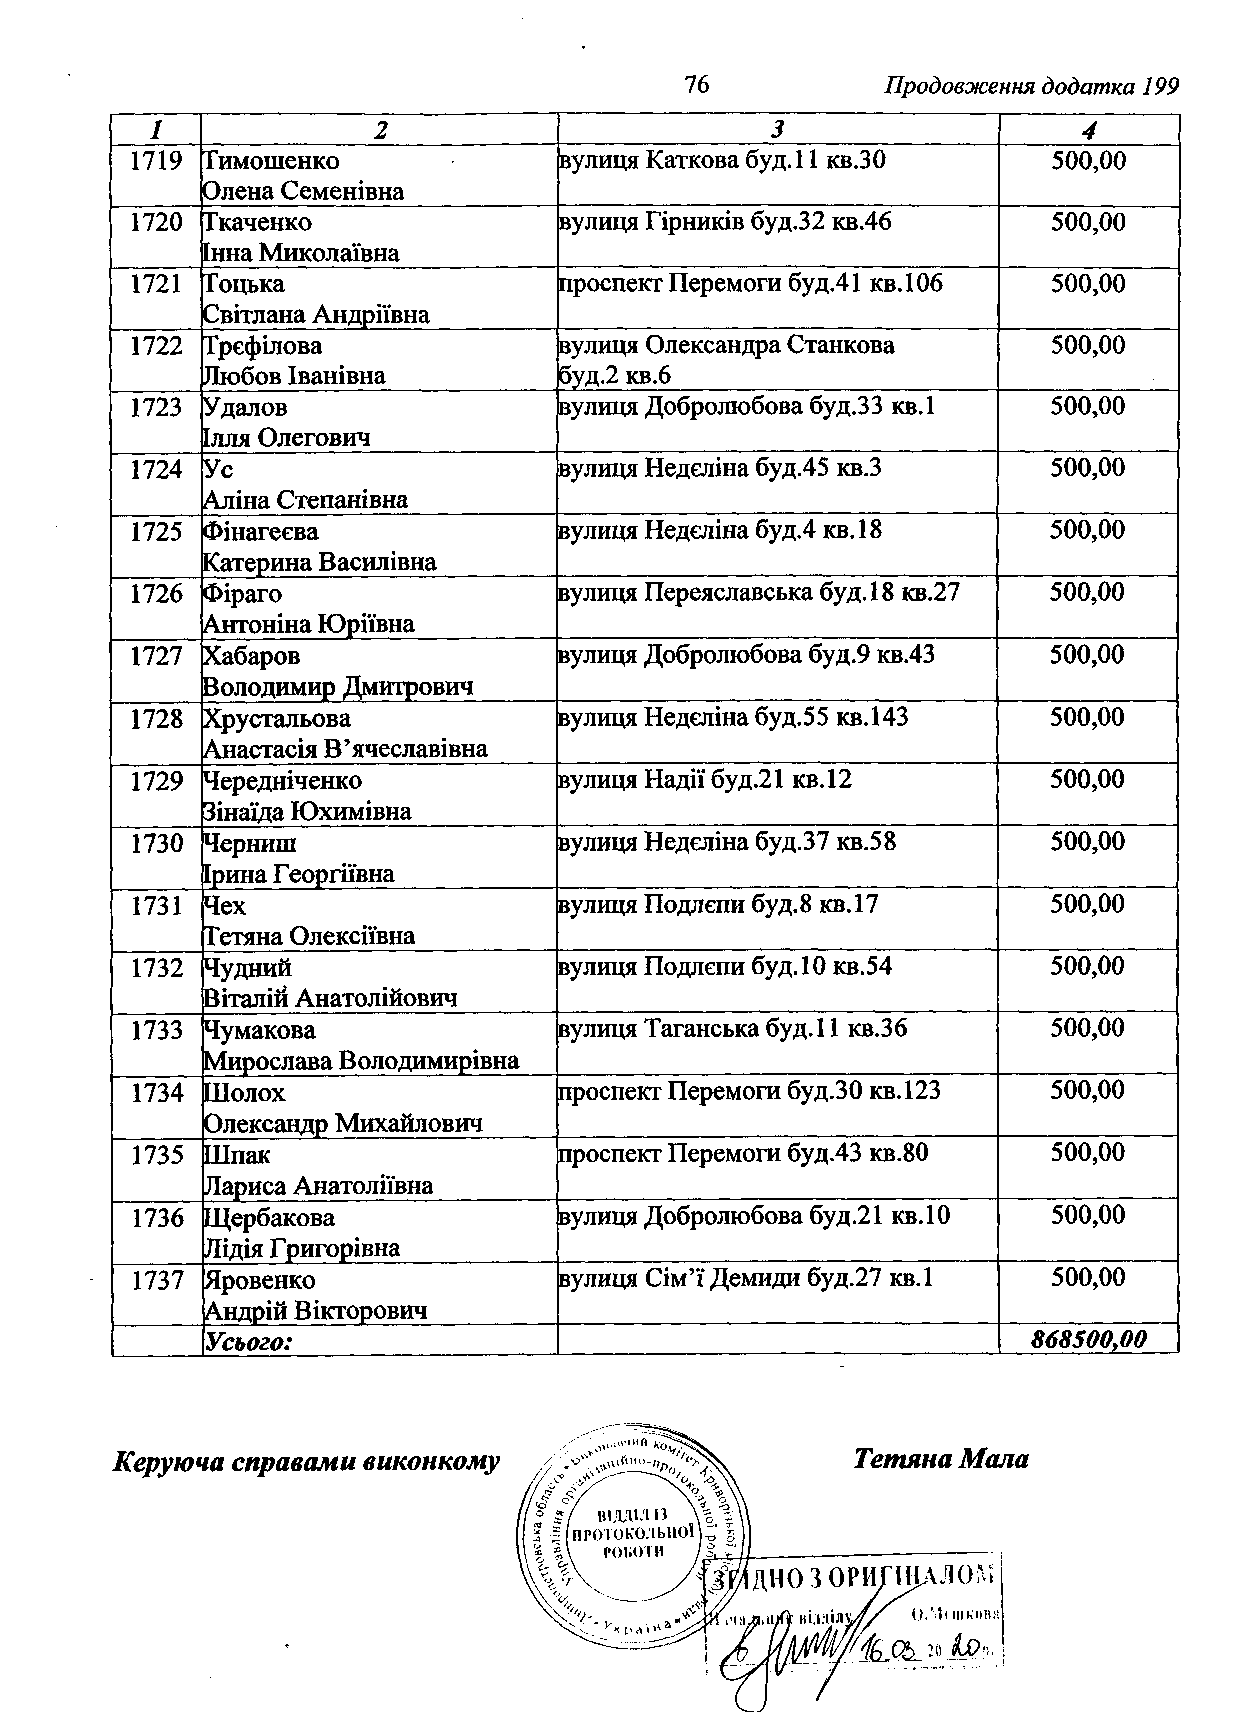 76 Продовження додатка 199
1 2 3 4
1719 Тимошенко вулиця Каткова буд.11 кв.30 500,00
Олена Семенівна
1720 Ткаченко вулиця Гірників буд.32 кв.46 500,00
Інна Миколаївна
1721 Тоцька проспект Перемоги буд.41 кв.106 500,00
Світлана Андріївна
1722 Трєфілова вулиця Олександра Станкова 500,00
Любов Іванівна буд.2 кв.6
1723 Удалов вулиця Добролюбова буд.33 кв.1 500,00
Ілля Олегович
1724 Ус вулиця Недєліна буд.45 кв.3 500,00
Аліна Степанівна
1725 Фінагеєва вулиця Недєліна буд.4 кв.18 500,00
Катерина Василівна
1726 Фіраго вулиця Переяславська буд.18 кв.27 500,00
Антоніна Юріївна
1727 Хабаров вулиця Добролюбова буд.9 кв.43 500,00
Володимир Дмитрович
1728 Хрустальова вулиця Недєліна буд.55 кв.143 500,00
Анастасія В’ячеславівна
1729 Чередніченко вулиця Надії буд.21 кв.12 500,00
Зінаїда Юхимівна
1730 Черниш вулиця Недєліна буд.37 кв.58 500,00
Ірина Георгіївна
1731 Чех вулиця Подлєпи буд.8 кв.17 500,00
Тетяна Олексіївна
1732 Чудний вулиця Подлєпи буд.10 кв.54 500,00
Віталій Анатолійович
1733 Чумакова вулиця Таганська буд.11 кв.36 500,00
Мирослава Володимирівна
1734 Шолох проспект Перемоги буд.30 кв.123 500,00
Олександр Михайлович
1735 Шпак проспект Перемоги буд.43 кв.80 500,00
Лариса Анатоліївна
1736 Щербакова вулиця Добролюбова буд.21 кв.10 500,00
Лідія Григорівна
1737 Яровенко вулиця Сім’ї Демиди буд.27 кв.1 500,00
Андрій Вікторович
Усього: 868500,00
Керуюча справами виконкому Тетяна Мала
ВІДДІЛ ІЗ
ПРОТОКОЛЬНОЇ
РОБОТИ
Україна
ЗГІДНО З ОРИГІНАЛОМ
відділу
16.03 2020р.